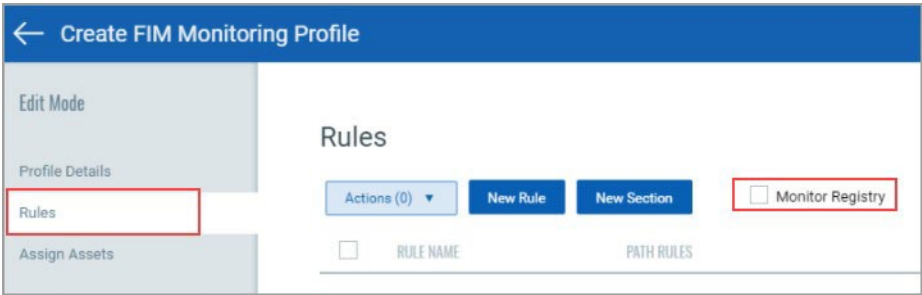 Create FIM Monitoring Profile
Edit Mode
Profile Details
Rules
Assign Assets
Rules
Actions (0) New Rule New Section Monitor Registry
RULE NAME PATH RULES